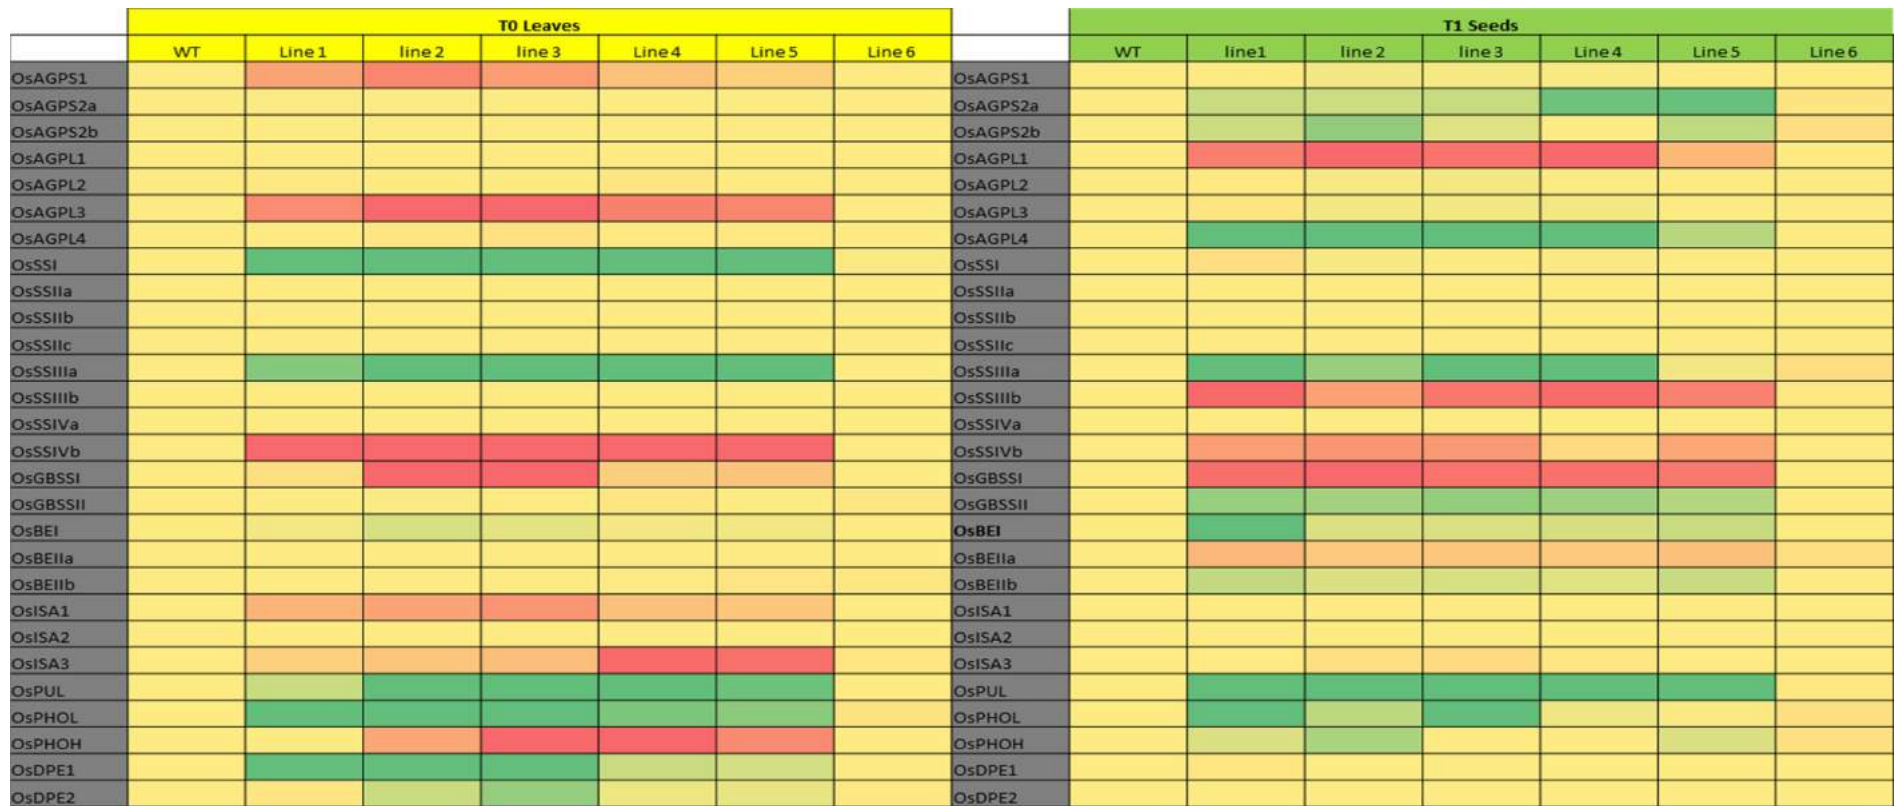 T0 Leaves T1 Seeds
WT Line 1 line 2 line 3 Line 4 Line 5 Line 6 WT line1 line 2 line 3 Line 4 Line 5 Line 6
OsAGPS1 OsAGPS1
OsAGPS2a OsAGPS2a
OsAGPS2b OsAGPS2b
OsAGPL1 OsAGPL1
OsAGPL2 OsAGPL2
OsAGPL3 OsAGPL3
OsAGPL4 OsAGPL4
OsSSI OsSSI
OsSSIIa OsSSIIa
OsSSIIb OsSSIIb
OsSSIIc OsSSIIc
OsSSIIIa OsSSIIIa
OsSSIIIb OsSSIIIb
OsSSIVa OsSSIVa
OsSSIVb OsSSIVb
OsGBSSI OsGBSSI
OsGBSSII OsGBSSII
OsBEI OsBEI
OsBEIIa OsBEIIa
OsBEIIb OsBEIIb
OsISA1 OsISA1
OsISA2 OsISA2
OsISA3 OsISA3
OsPUL OsPUL
OsPHOL OsPHOL
OsPHOH OsPHOH
OsDPE1 OsDPE1
OsDPE2 OsDPE2